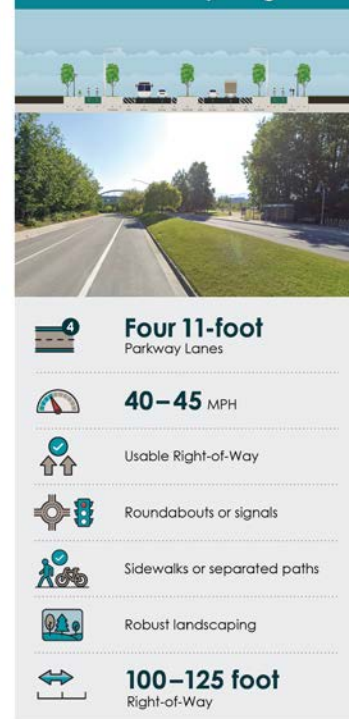 4
Four 11-foot
Parkway Lanes
40–45 MPH
Usable Right-of-Way
Roundabouts or signals
Sidewalks or separated paths
Robust landscaping
100–125 foot
Right-of-Way